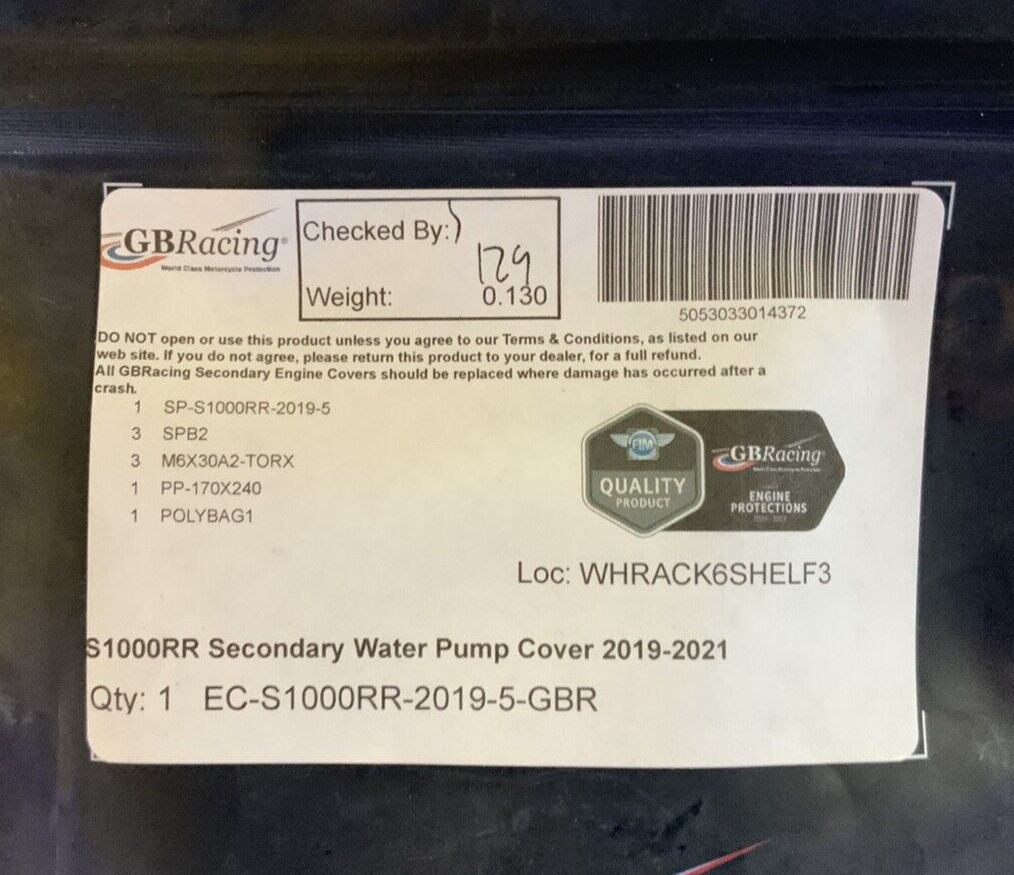 GBRacing®
World Class Motorcycle Protection
Checked By:
129
Weight: 0.130
5053033014372
DO NOT open or use this product unless you agree to our Terms & Conditions, as listed on our
web site. If you do not agree, please return this product to your dealer, for a full refund.
All GBRacing Secondary Engine Covers should be replaced where damage has occurred after a
crash.
1 SP-S1000RR-2019-5
3 SPB2
3 M6X30A2-TORX
1 PP-170X240
1 POLYBAG1
FIM
QUALITY
PRODUCT
GBRacing
ENGINE
PROTECTIONS
Loc: WHRACK6SHELF3
S1000RR Secondary Water Pump Cover 2019-2021
Qty: 1 EC-S1000RR-2019-5-GBR